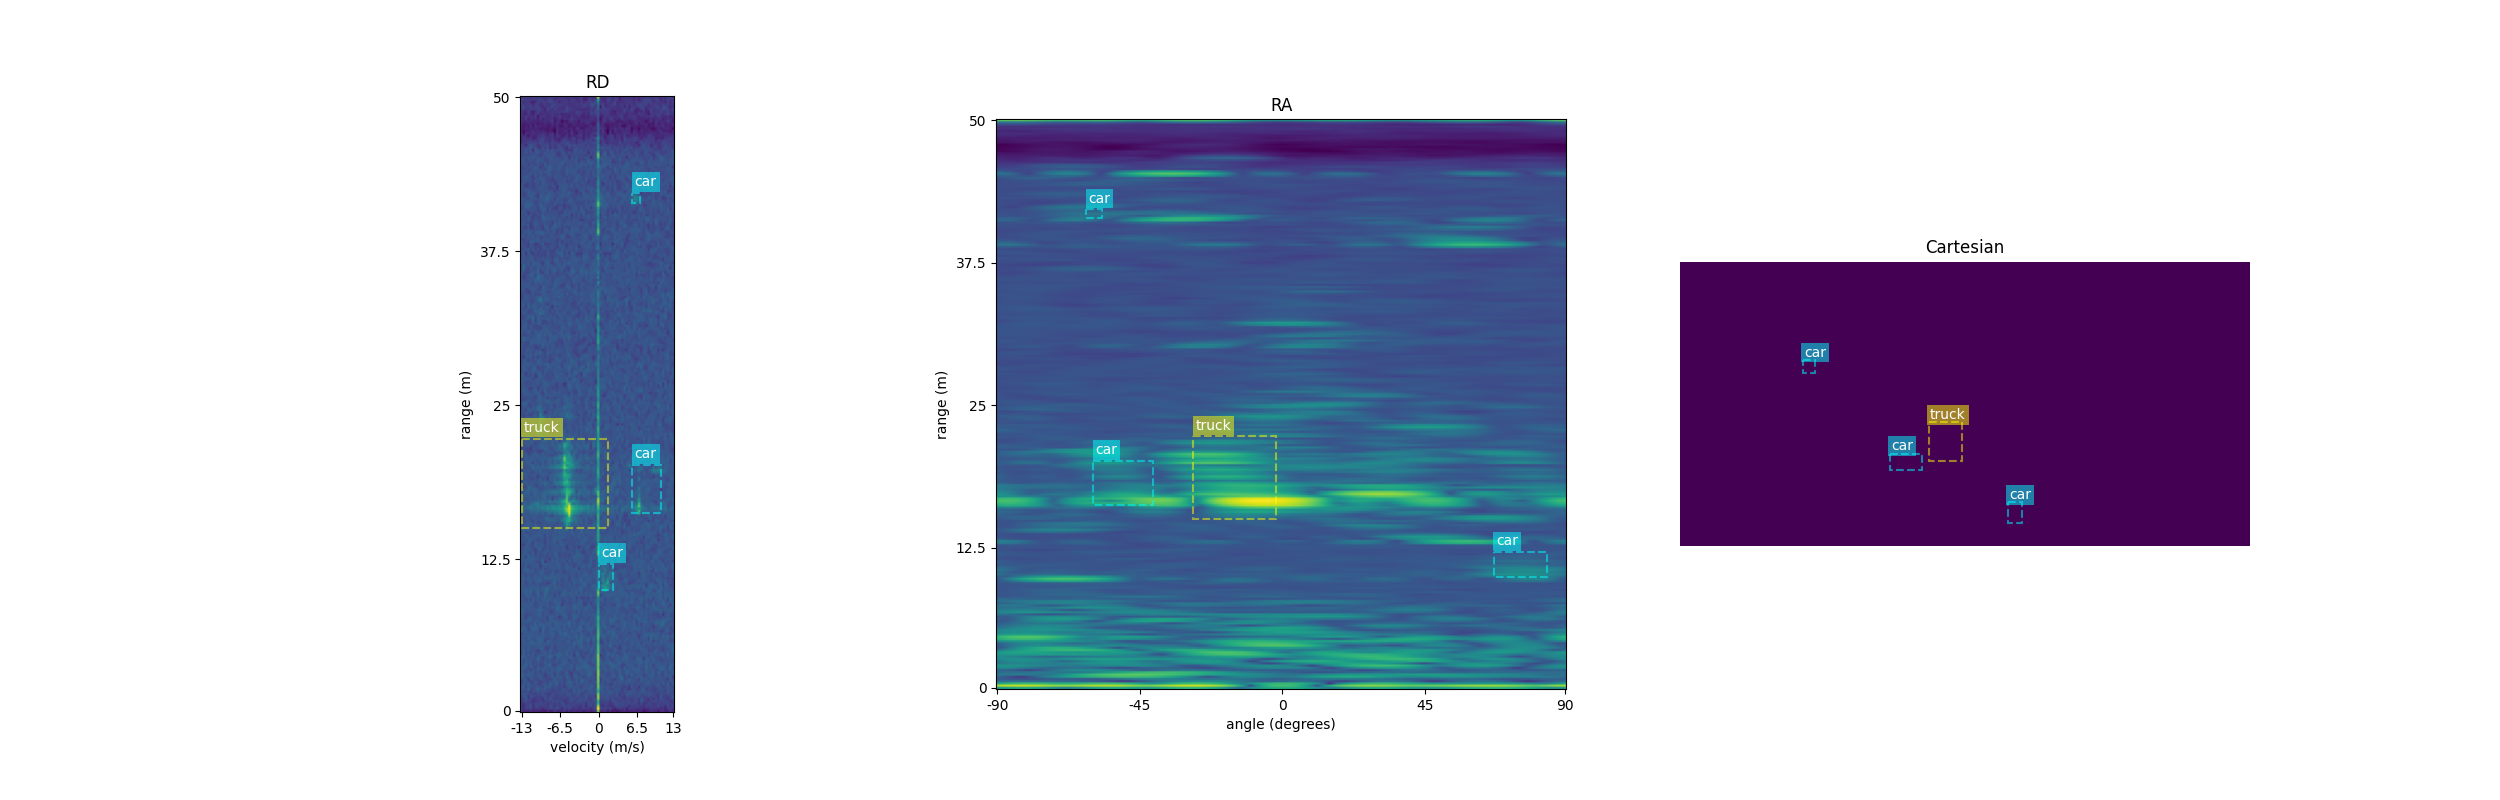 RD
50
37.5
25
12.5
0
range (m)
car
truck
car
car
-13 -6.5 0 6.5 13
velocity (m/s)
RA
50
37.5
25
12.5
0
range (m)
car
truck
car
car
-90 -45 0 45 90
angle (degrees)
Cartesian
car
truck
car
car